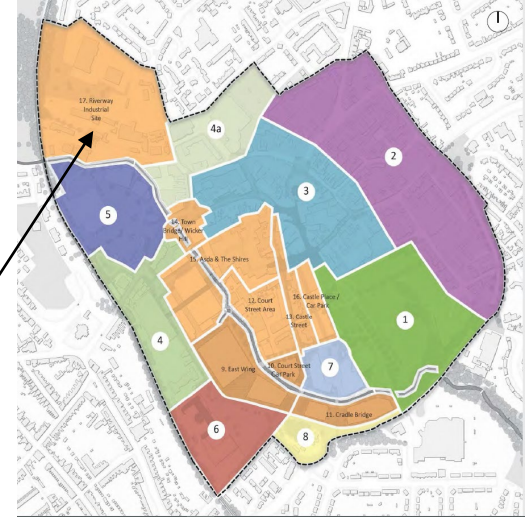 17. Riverway
Industrial
Site
4a
2
3
5
14. Town
Bridge/ Wicker
Hill
15. Asda & The Shires
16. Castle Place /
Car Park
12. Court
Street Area
13. Castle
Street
1
4
9. East Wing
10. Court Street
Car Park
7
11. Cradle Bridge
6
8